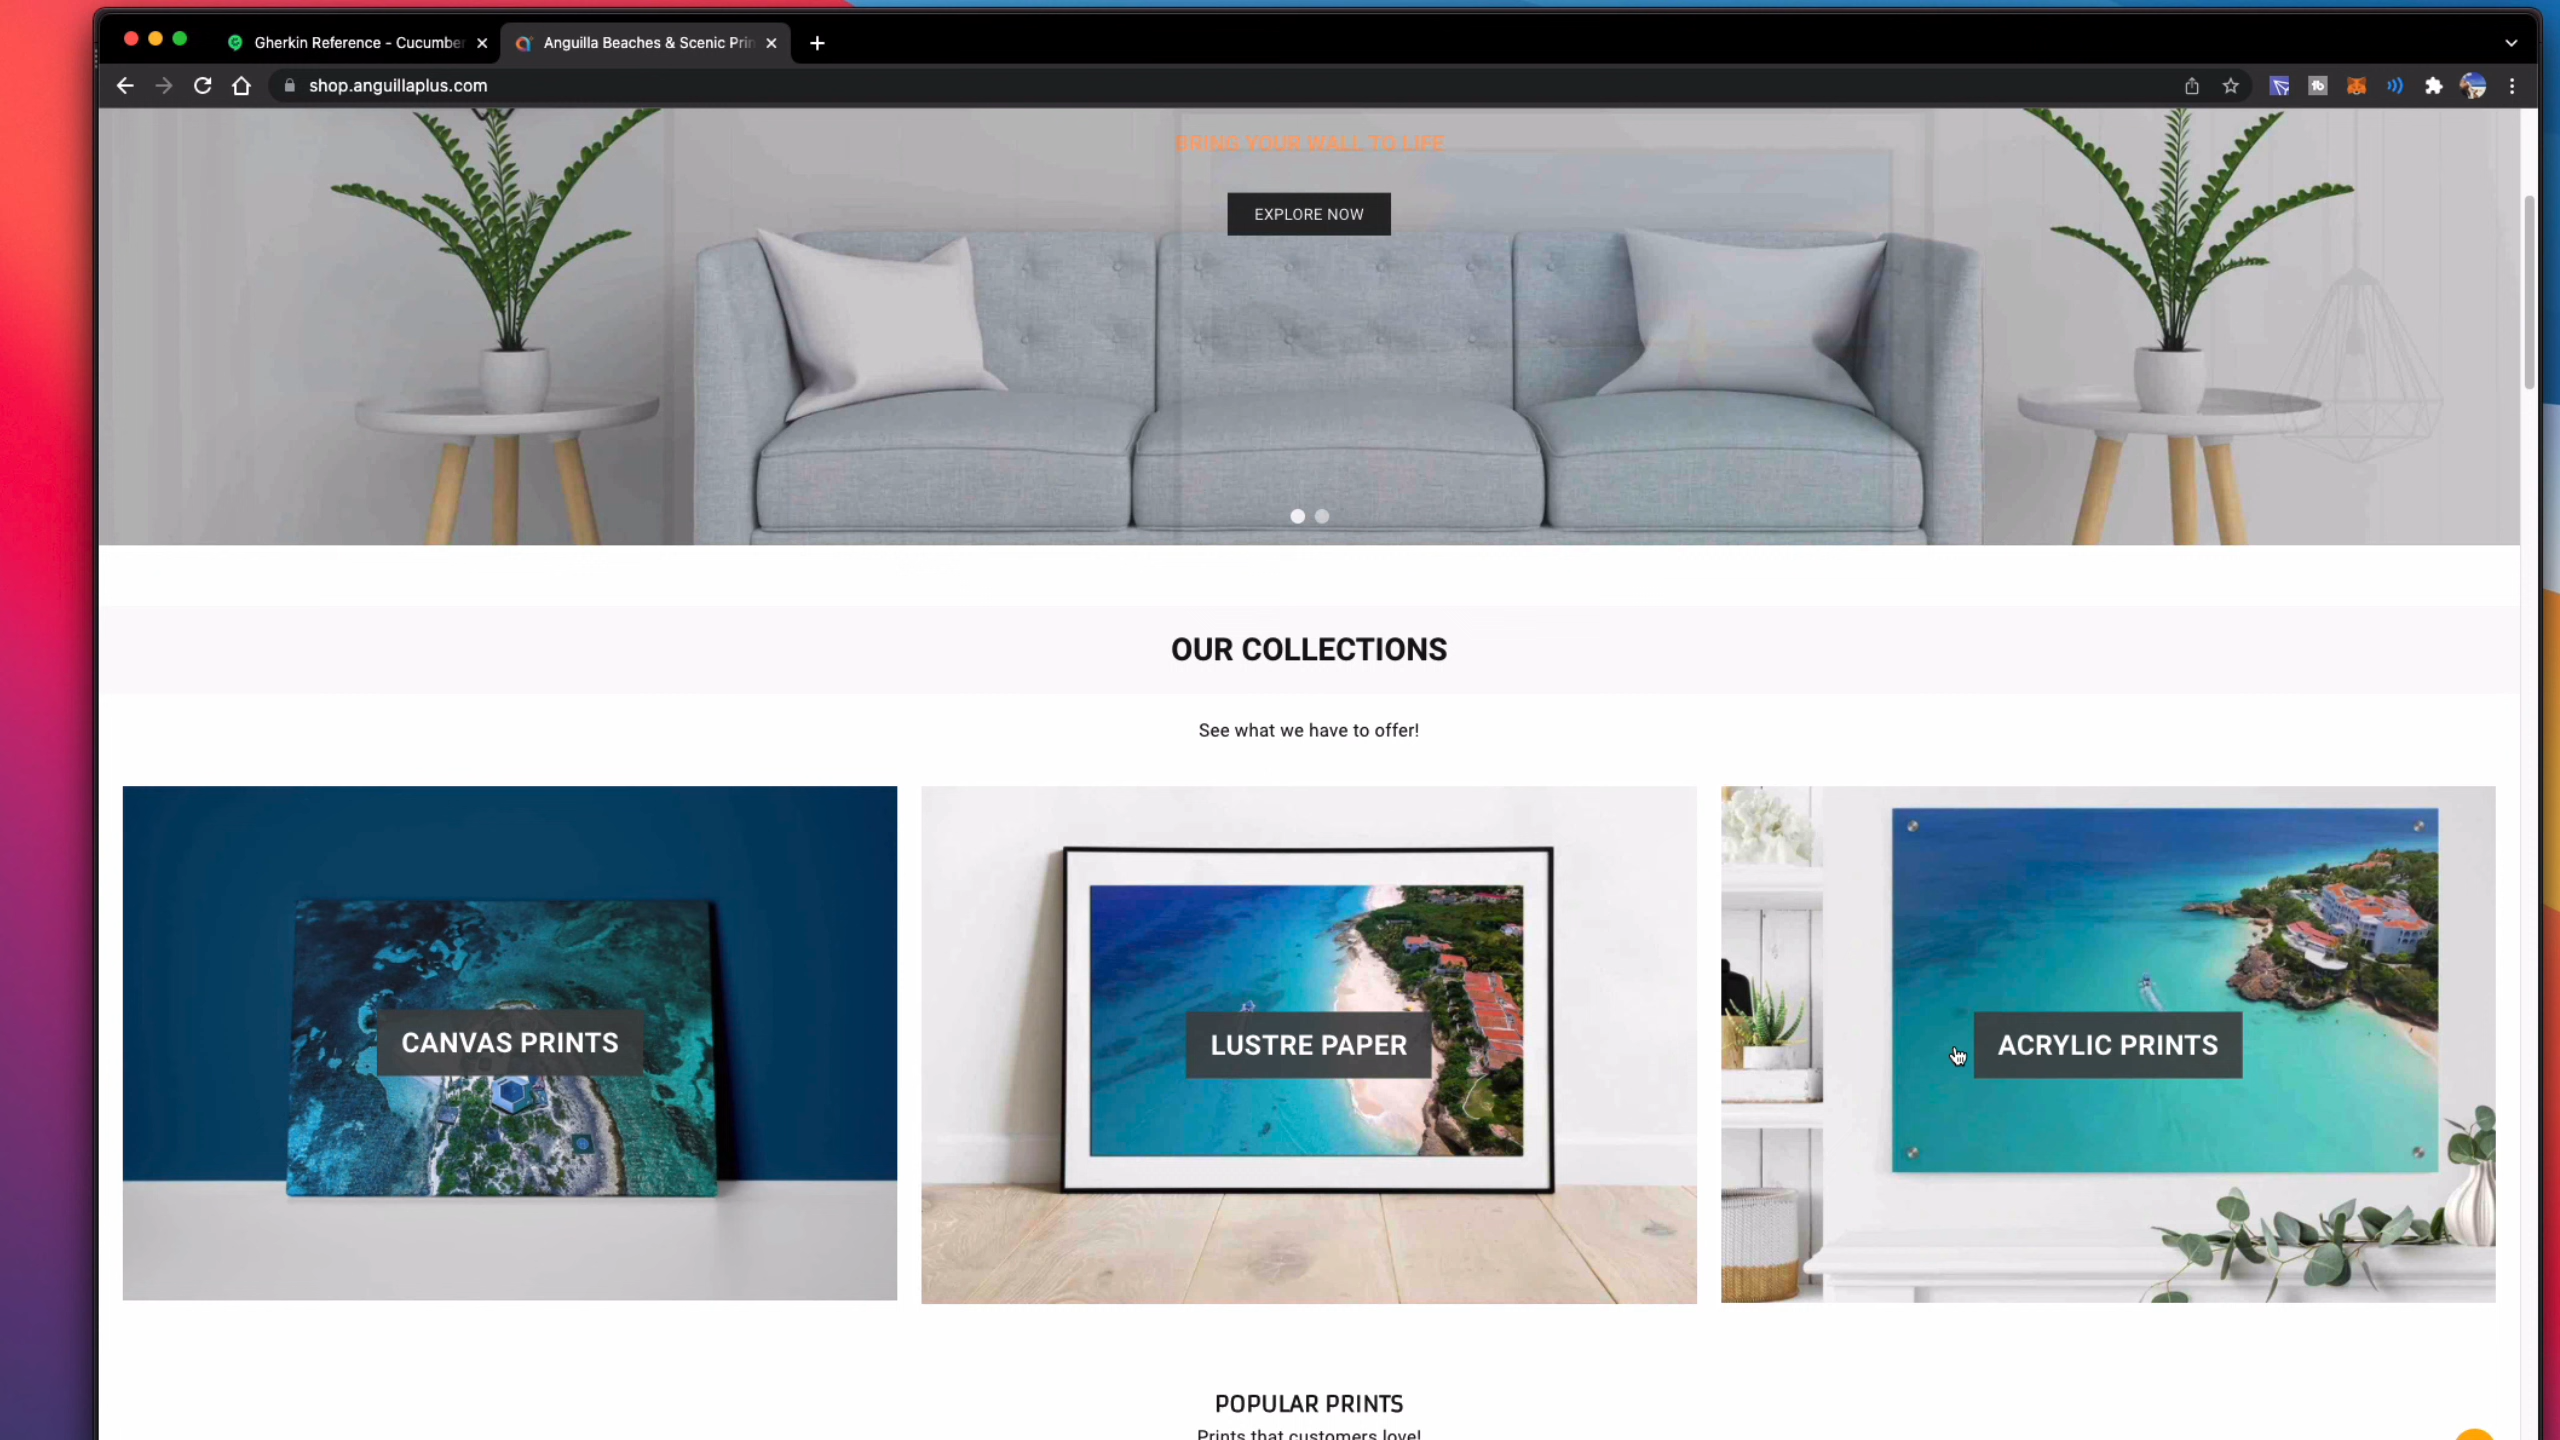 Gherkin Reference - Cucumber
Anguilla Beaches & Scenic Prin
shop.anguillaplus.com
BRING YOUR WALL TO LIFE
EXPLORE NOW
OUR COLLECTIONS
See what we have to offer!
CANVAS PRINTS
LUSTRE PAPER
ACRYLIC PRINTS
POPULAR PRINTS
Prints that customers love!